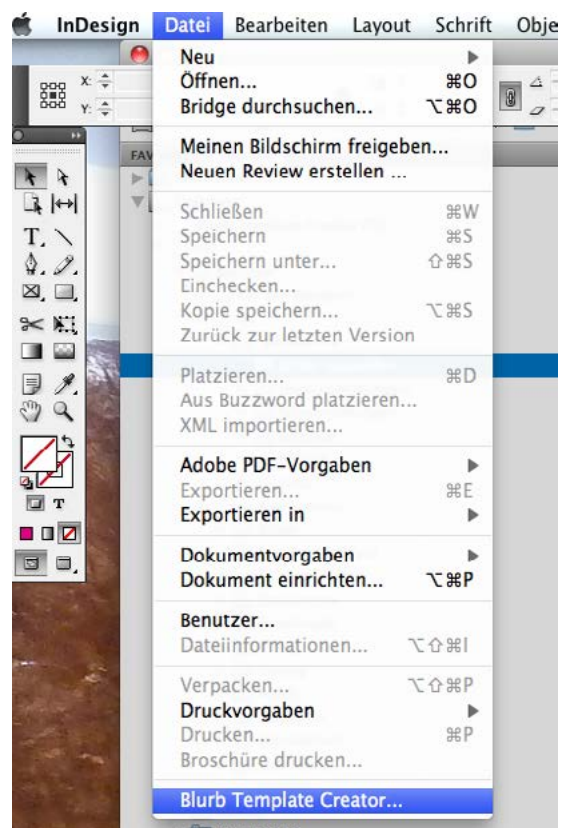 InDesign Datei Bearbeiten Layout Schrift Obje
X:
Y:
FAV
Neu
Öffnen... ⌘O
Bridge durchsuchen... ⌥⌘O
Meinen Bildschirm freigeben...
Neuen Review erstellen ...
Schließen ⌘W
Speichern ⌘S
Speichern unter... ⇧⌘S
Einchecken...
Kopie speichern... ⌥⌘S
Zurück zur letzten Version
Platzieren... ⌘D
Aus Buzzword platzieren...
XML importieren...
Adobe PDF-Vorgaben
Exportieren... ⌘E
Exportieren in
Dokumentvorgaben
Dokument einrichten... ⌥⌘P
Benutzer...
Dateiinformationen... ⌥⇧⌘I
Verpacken... ⌥⇧⌘P
Druckvorgaben
Drucken... ⌘P
Broschüre drucken...
Blurb Template Creator...